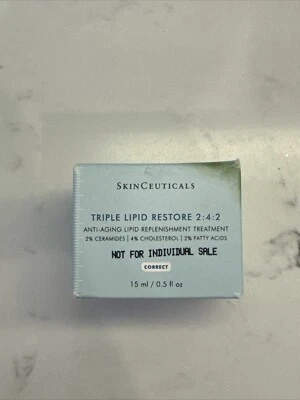 SKINCEUTICALS
TRIPLE LIPID RESTORE 2:4:2
ANTI-AGING LIPID REPLENISHMENT TREATMENT
2% CERAMIDES | 4% CHOLESTEROL | 2% FATTY ACIDS
NOT FOR INDIVIDUAL SALE
CORRECT
15 ml / 0.5 fl oz